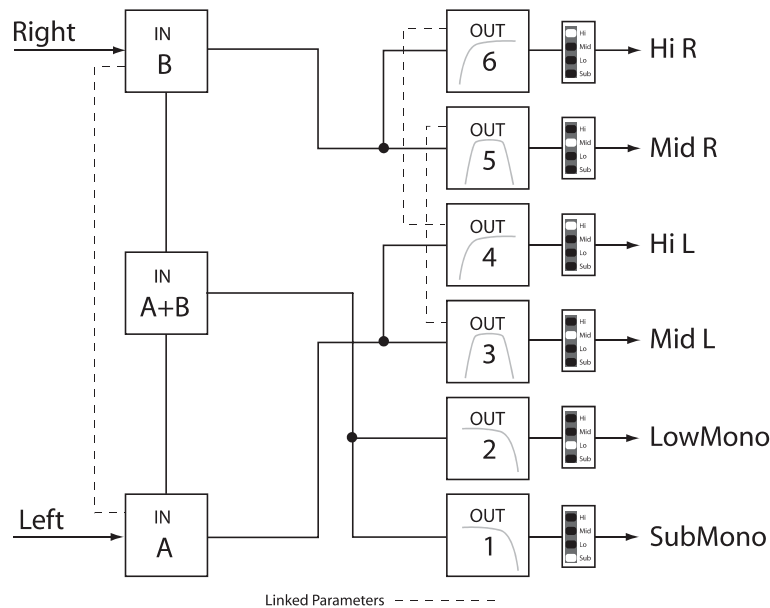 Right
IN
B
OUT
6
Hi
Mid
Lo
Sub
Hi R
OUT
5
Hi
Mid
Lo
Sub
Mid R
IN
A+B
OUT
4
Hi
Mid
Lo
Sub
Hi L
OUT
3
Hi
Mid
Lo
Sub
Mid L
OUT
2
Hi
Mid
Lo
Sub
LowMono
Left
IN
A
OUT
1
Hi
Mid
Lo
Sub
SubMono
Linked Parameters